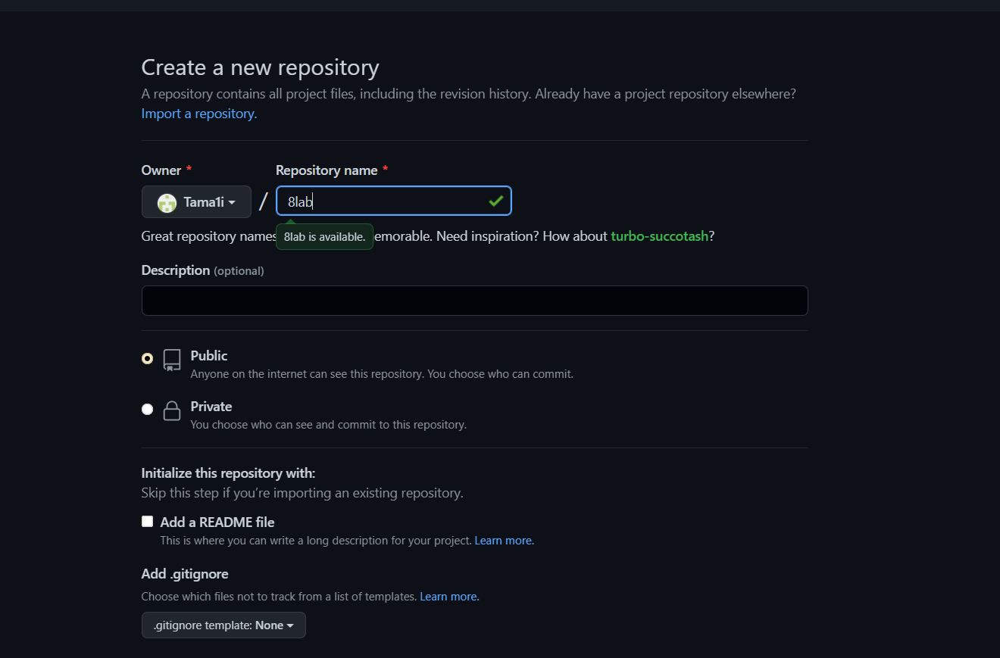 Create a new repository
A repository contains all project files, including the revision history. Already have a project repository elsewhere?
Import a repository.
Owner *
Repository name *
Tama1i
/
8lab
Great repository names
8lab is available.
emorable. Need inspiration? How about turbo-succotash?
Description (optional)
Public
Anyone on the internet can see this repository. You choose who can commit.
Private
You choose who can see and commit to this repository.
Initialize this repository with:
Skip this step if you’re importing an existing repository.
Add a README file
This is where you can write a long description for your project. Learn more.
Add .gitignore
Choose which files not to track from a list of templates. Learn more.
.gitignore template: None